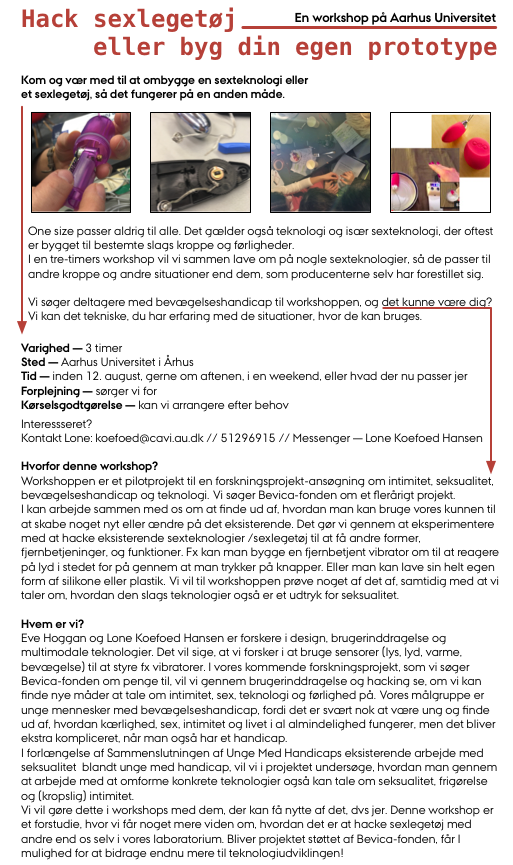 Hack sexlegetøj
En workshop på Aarhus Universitet
eller byg din egen prototype
Kom og vær med til at ombygge en sexteknologi eller
et sexlegetøj, så det fungerer på en anden måde.
One size passer aldrig til alle. Det gælder også teknologi og især sexteknologi, der oftest
er bygget til bestemte slags kroppe og førligheder.
I en tre-timers workshop vil vi sammen lave om på nogle sexteknologier, så de passer til
andre kroppe og andre situationer end dem, som producenterne selv har forestillet sig.
Vi søger deltagere med bevægelseshandicap til workshoppen, og det kunne være dig?
Vi kan det tekniske, du har erfaring med de situationer, hvor de kan bruges.
Varighed — 3 timer
Sted — Aarhus Universitet i Århus
Tid — inden 12. august, gerne om aftenen, i en weekend, eller hvad der nu passer jer
Forplejning — sørger vi for
Kørselsgodtgørelse — kan vi arrangere efter behov
Interessseret?
Kontakt Lone: koefoed@cavi.au.dk // 51296915 // Messenger — Lone Koefoed Hansen
Hvorfor denne workshop?
Workshoppen er et pilotprojekt til en forskningsprojekt-ansøgning om intimitet, seksualitet,
bevægelseshandicap og teknologi. Vi søger Bevica-fonden om et flerårigt projekt.
I kan arbejde sammen med os om at finde ud af, hvordan man kan bruge vores kunnen til
at skabe noget nyt eller ændre på det eksisterende. Det gør vi gennem at eksperimentere
med at hacke eksisterende sexteknologier /sexlegetøj til at få andre former,
fjernbetjeninger, og funktioner. Fx kan man bygge en fjernbetjent vibrator om til at reagere
på lyd i stedet for på gennem at man trykker på knapper. Eller man kan lave sin helt egen
form af silikone eller plastik. Vi vil til workshoppen prøve noget af det af, samtidig med at vi
taler om, hvordan den slags teknologier også er et udtryk for seksualitet.
Hvem er vi?
Eve Hoggan og Lone Koefoed Hansen er forskere i design, brugerinddragelse og
multimodale teknologier. Det vil sige, at vi forsker i at bruge sensorer (lys, lyd, varme,
bevægelse) til at styre fx vibratorer. I vores kommende forskningsprojekt, som vi søger
Bevica-fonden om penge til, vil vi gennem brugerinddragelse og hacking se, om vi kan
finde nye måder at tale om intimitet, sex, teknologi og førlighed på. Vores målgruppe er
unge mennesker med bevægelseshandicap, fordi det er svært nok at være ung og finde
ud af, hvordan kærlighed, sex, intimitet og livet i al almindelighed fungerer, men det bliver
ekstra kompliceret, når man også har et handicap.
I forlængelse af Sammenslutningen af Unge Med Handicaps eksisterende arbejde med
seksualitet blandt unge med handicap, vil vi i projektet undersøge, hvordan man gennem
at arbejde med at omforme konkrete teknologier også kan tale om seksualitet, frigørelse
og (kropslig) intimitet.
Vi vil gøre dette i workshops med dem, der kan få nytte af det, dvs jer. Denne workshop er
et forstudie, hvor vi får noget mere viden om, hvordan det er at hacke sexlegetøj med
andre end os selv i vores laboratorium. Bliver projektet støttet af Bevica-fonden, får I
mulighed for at bidrage endnu mere til teknologiudviklingen!